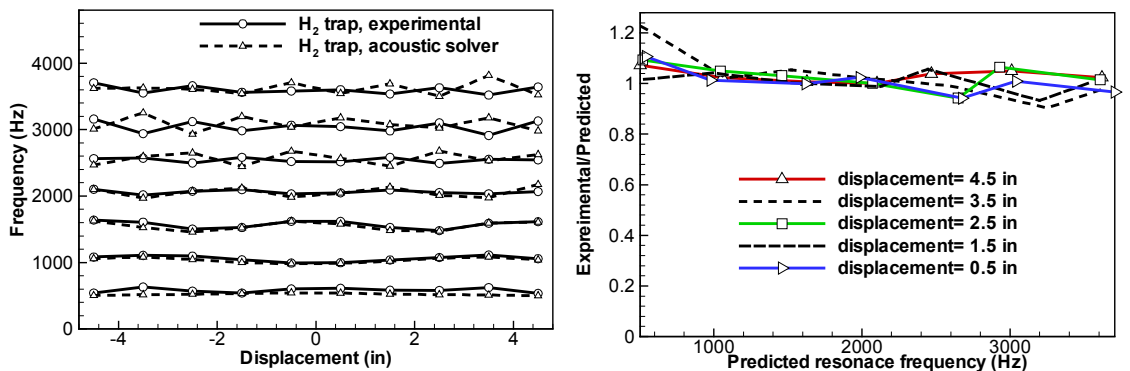 H2 trap, experimental
H2 trap, acoustic solver
4000
3000
2000
1000
0
Frequency (Hz)
-4
-2
0
2
4
Displacement (in)
1.2
1
0.8
0.6
0.4
0.2
0
Expreimental/Predicted
displacement= 4.5 in
displacement= 3.5 in
displacement= 2.5 in
displacement= 1.5 in
displacement= 0.5 in
1000
2000
3000
Predicted resonace frequency (Hz)